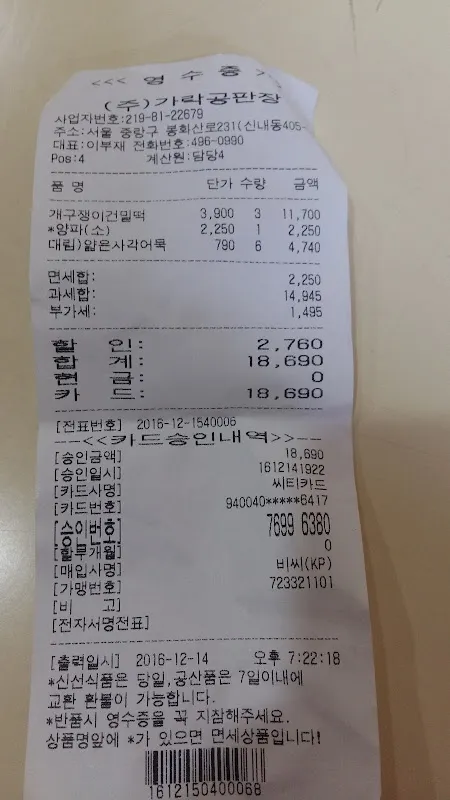 <<< 영 수 증 >
(주)가락공판장
사업자번호:219-81-22679
주소:서울 중랑구 봉화산로231(신내동405-
대표:이부재 전화번호:496-0990
Pos:4 계산원:담당4
품 명 단가 수량 금액
개구쟁이건밀떡 3,900 3 11,700
*양파(소) 2,250 1 2,250
대림)얇은사각어묵 790 6 4,740
면세합: 2,250
과세합: 14,945
부가세: 1,495
할 인: 2,760
합 계: 18,690
현 금: 0
카 드: 18,690
[전표번호] 2016-12-1540006
--<<카드승인내역>>--
[승인금액] 18,690
[승인일시] 1612141922
[카드사명] 씨티카드
[카드번호] 940040*****6417
[승인번호] 7699 6380
[할부개월] 0
[매입사명] 비씨(KP)
[가맹번호] 723321101
[비 고]
[전자서명전표]
[출력일시] 2016-12-14 오후 7:22:18
*신선식품은 당일,공산품은 7일이내에
교환 환불이 가능합니다.
*반품시 영수증을 꼭 지참해주세요.
상품명앞에 *가 있으면 면세상품입니다!
1612150400068